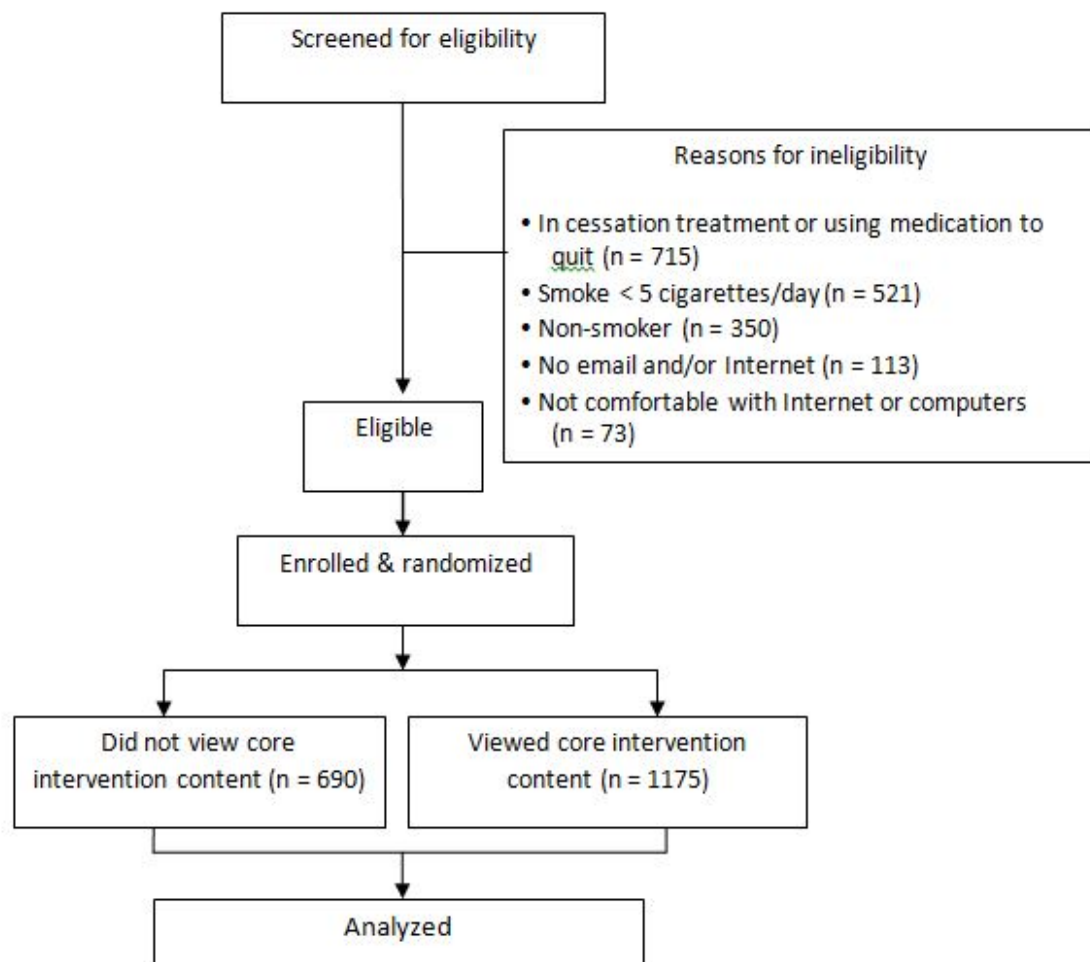 Screened for eligibility
Reasons for ineligibility
• In cessation treatment or using medication to
quit (n = 715)
• Smoke < 5 cigarettes/day (n = 521)
• Non-smoker (n = 350)
• No email and/or Internet (n = 113)
• Not comfortable with Internet or computers
(n = 73)
Eligible
Enrolled & randomized
Did not view core
intervention content (n = 690)
Viewed core intervention
content (n = 1175)
Analyzed